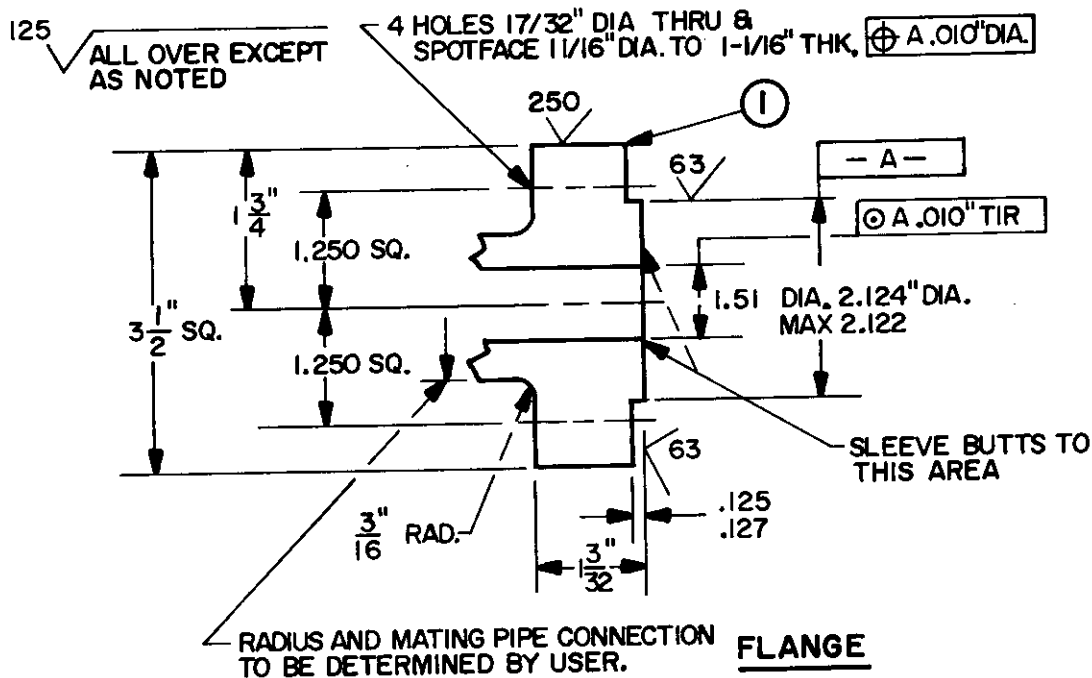 125
ALL OVER EXCEPT
AS NOTED
4 HOLES 17/32" DIA THRU &
SPOTFACE 11/16" DIA. TO 1-1/16" THK. ⌖ A .010" DIA.
250
1
63
- A -
1 3/4"
⊙ A .010" TIR
1.250 SQ.
3 1/2" SQ.
1.51 DIA. 2.124" DIA.
MAX 2.122
1.250 SQ.
63
SLEEVE BUTTS TO
THIS AREA
3/16" RAD.
.125
.127
1 3/32"
RADIUS AND MATING PIPE CONNECTION
TO BE DETERMINED BY USER.
FLANGE